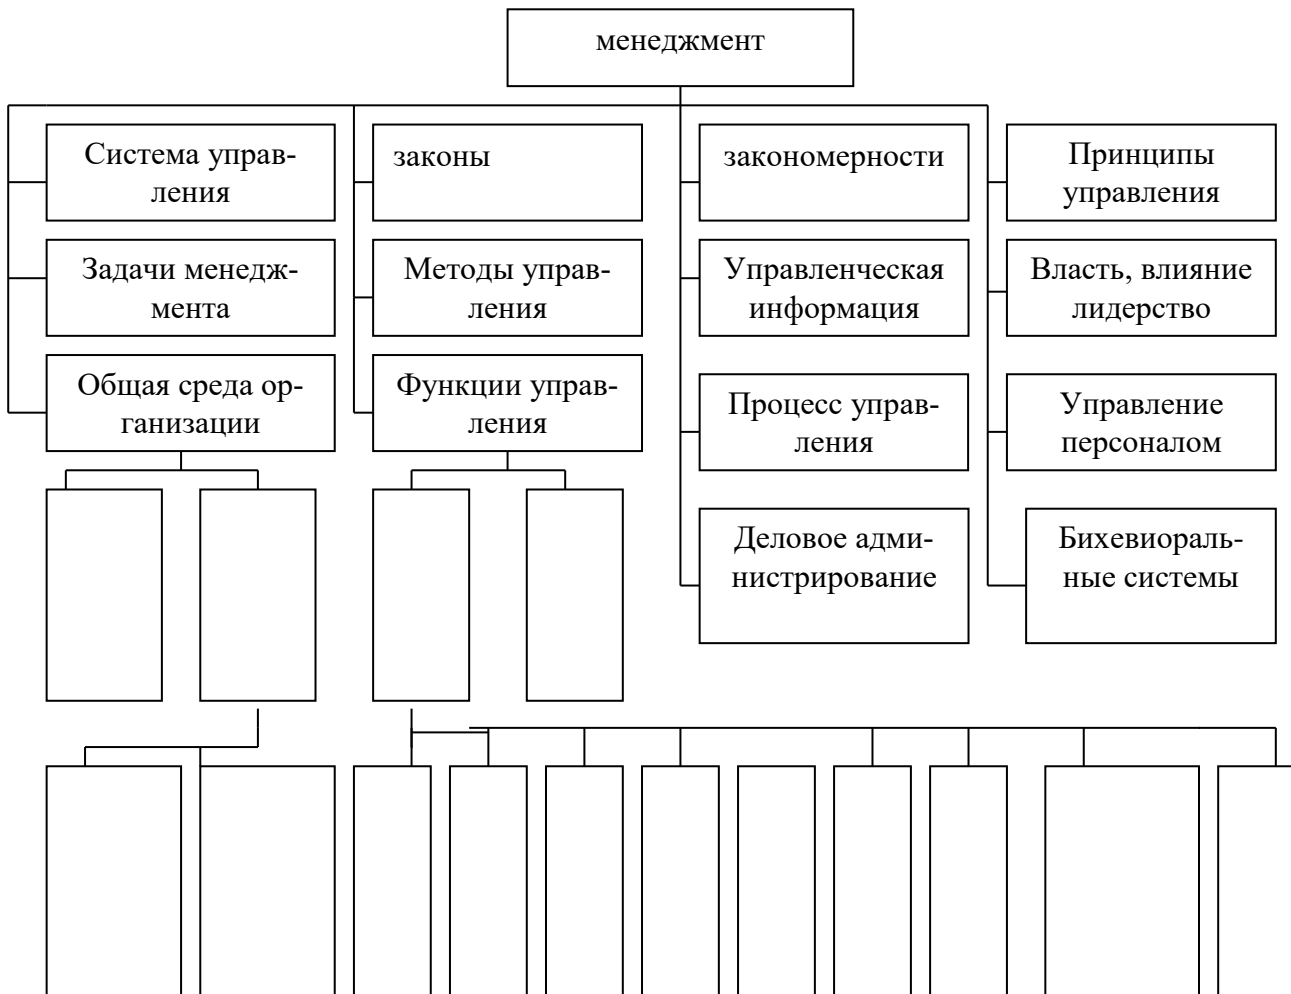 менеджмент
Система управ-
ления
законы
закономерности
Принципы
управления
Задачи менедж-
мента
Методы управ-
ления
Управленческая
информация
Власть, влияние
лидерство
Общая среда ор-
ганизации
Функции управ-
ления
Процесс управ-
ления
Управление
персоналом
Деловое адми-
нистрирование
Бихевиораль-
ные системы